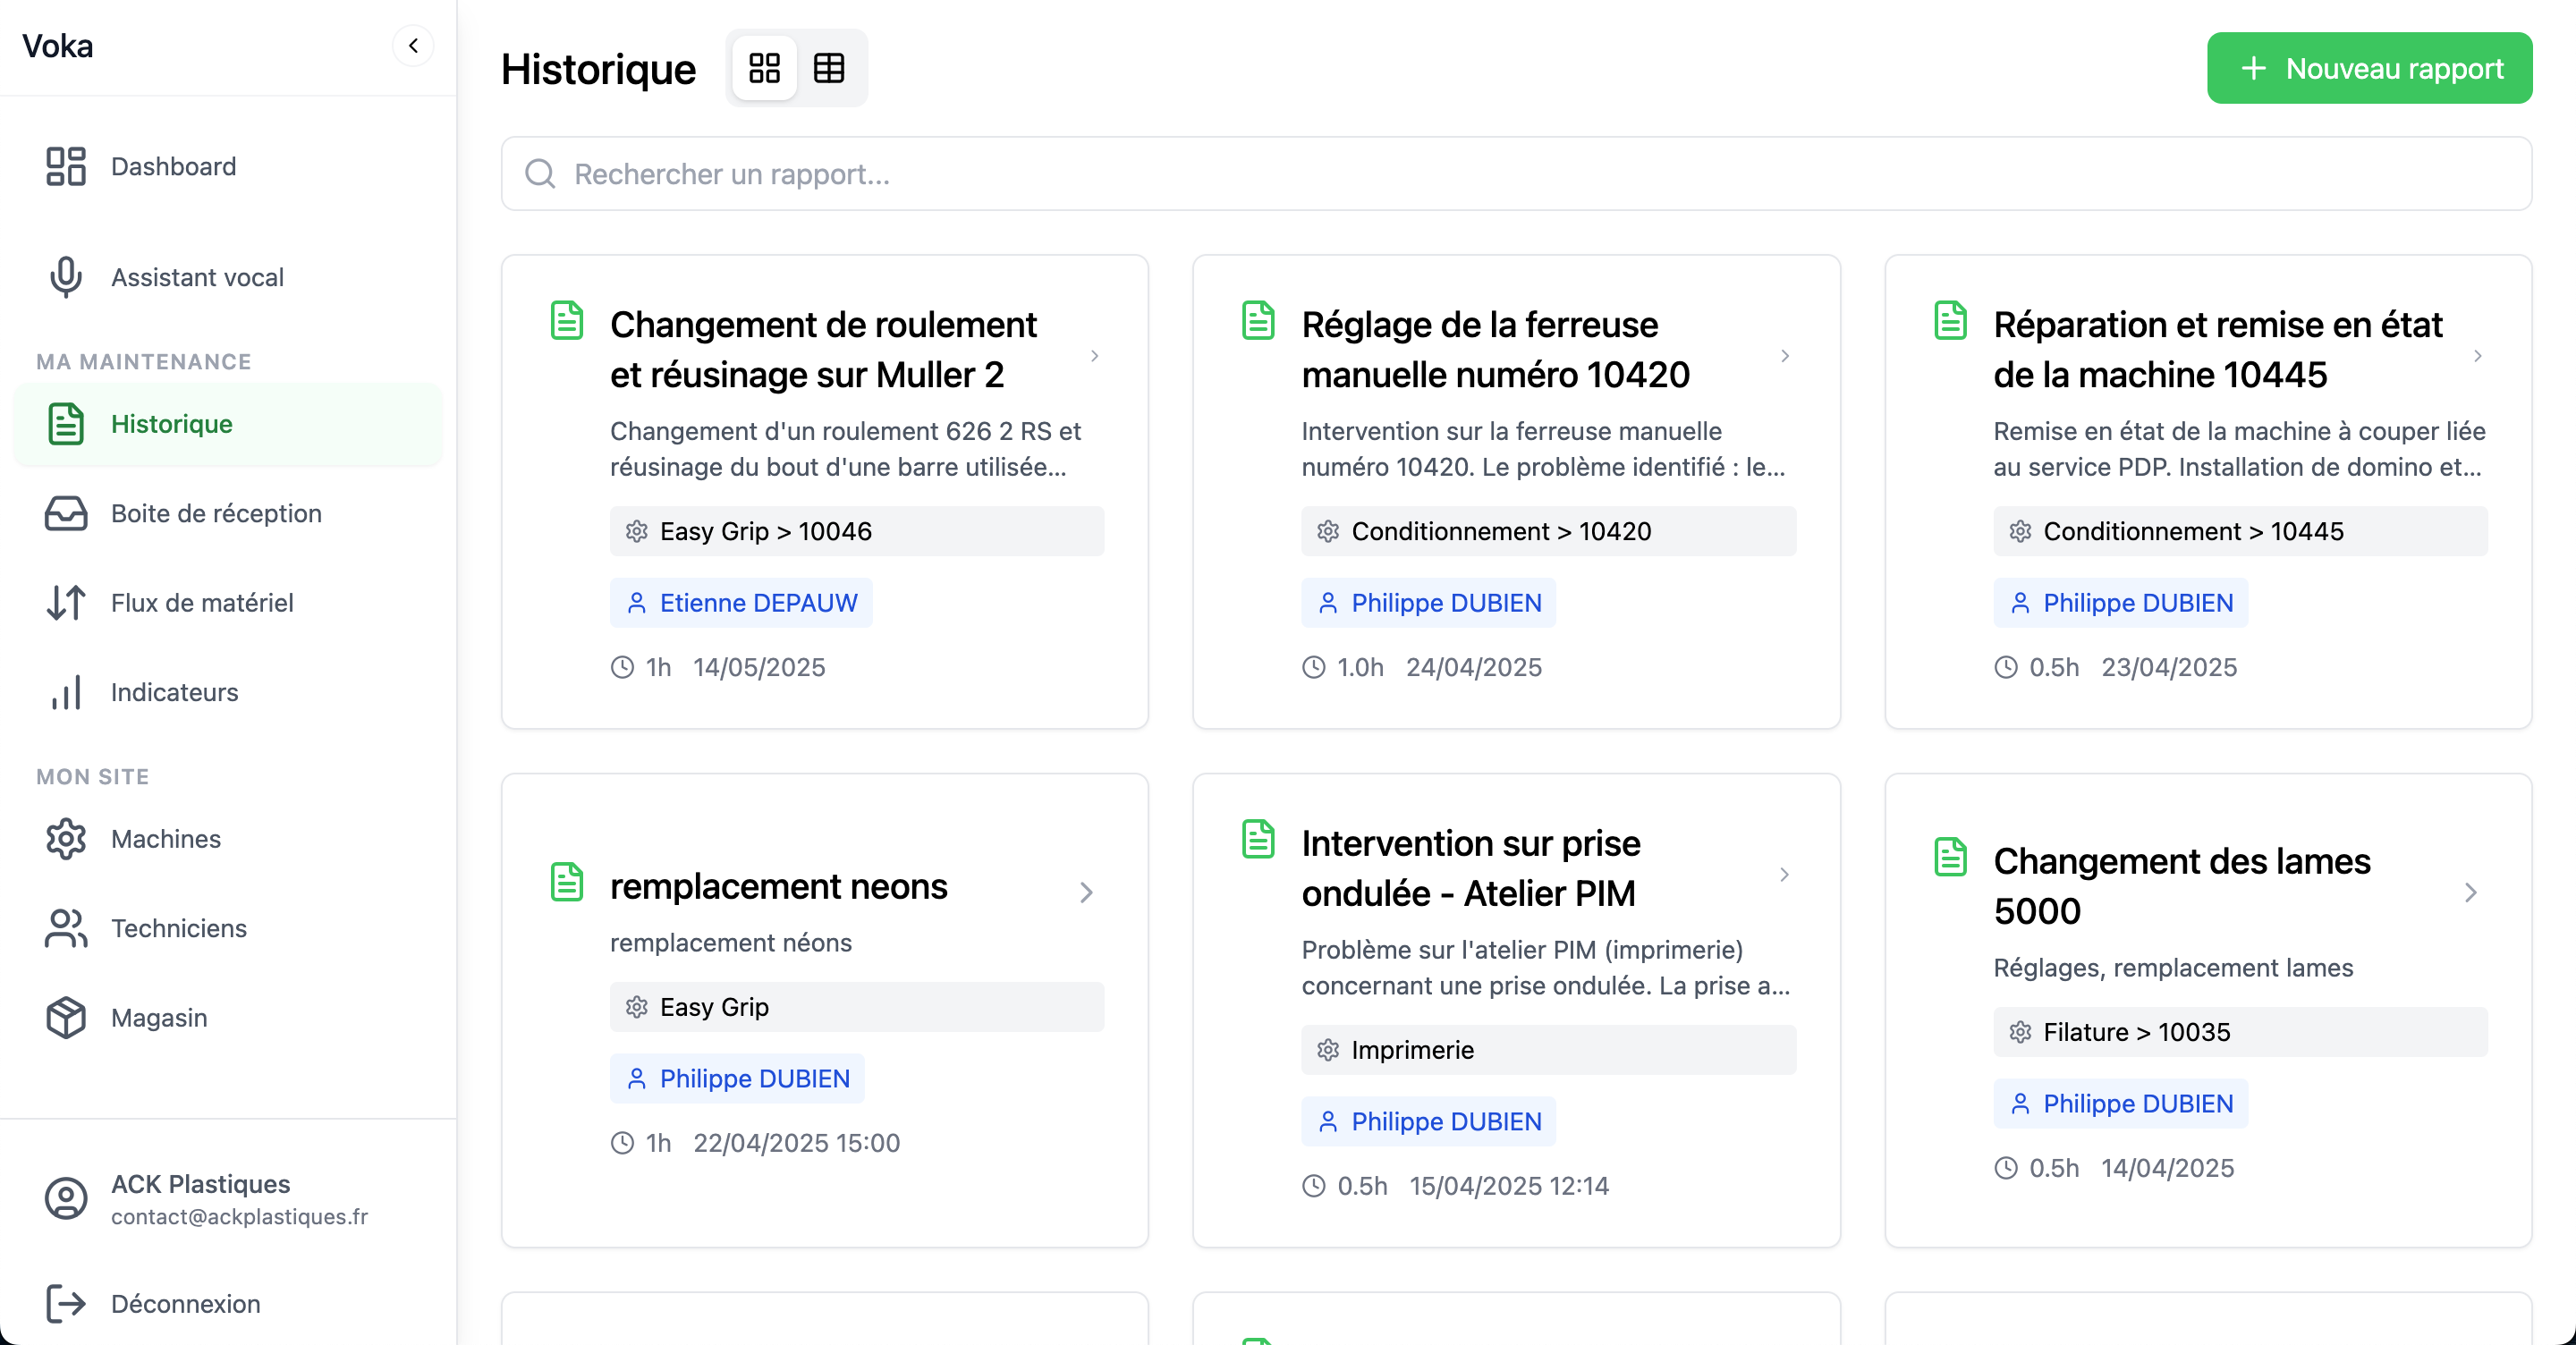 Voka
Dashboard
Assistant vocal
MA MAINTENANCE
Historique
Boite de réception
Flux de matériel
Indicateurs
MON SITE
Machines
Techniciens
Magasin
ACK Plastiques
contact@ackplastiques.fr
Déconnexion
Historique
Nouveau rapport
Rechercher un rapport...
Changement de roulement
et réusinage sur Muller 2
Changement d'un roulement 626 2 RS et
réusinage du bout d'une barre utilisée...
Easy Grip > 10046
Etienne DEPAUW
1h 14/05/2025
Réglage de la ferreuse
manuelle numéro 10420
Intervention sur la ferreuse manuelle
numéro 10420. Le problème identifié : le...
Conditionnement > 10420
Philippe DUBIEN
1.0h 24/04/2025
Réparation et remise en état
de la machine 10445
Remise en état de la machine à couper liée
au service PDP. Installation de domino et...
Conditionnement > 10445
Philippe DUBIEN
0.5h 23/04/2025
remplacement neons
remplacement néons
Easy Grip
Philippe DUBIEN
1h 22/04/2025 15:00
Intervention sur prise
ondulée - Atelier PIM
Problème sur l'atelier PIM (imprimerie)
concernant une prise ondulée. La prise a...
Imprimerie
Philippe DUBIEN
0.5h 15/04/2025 12:14
Changement des lames
5000
Réglages, remplacement lames
Filature > 10035
Philippe DUBIEN
0.5h 14/04/2025